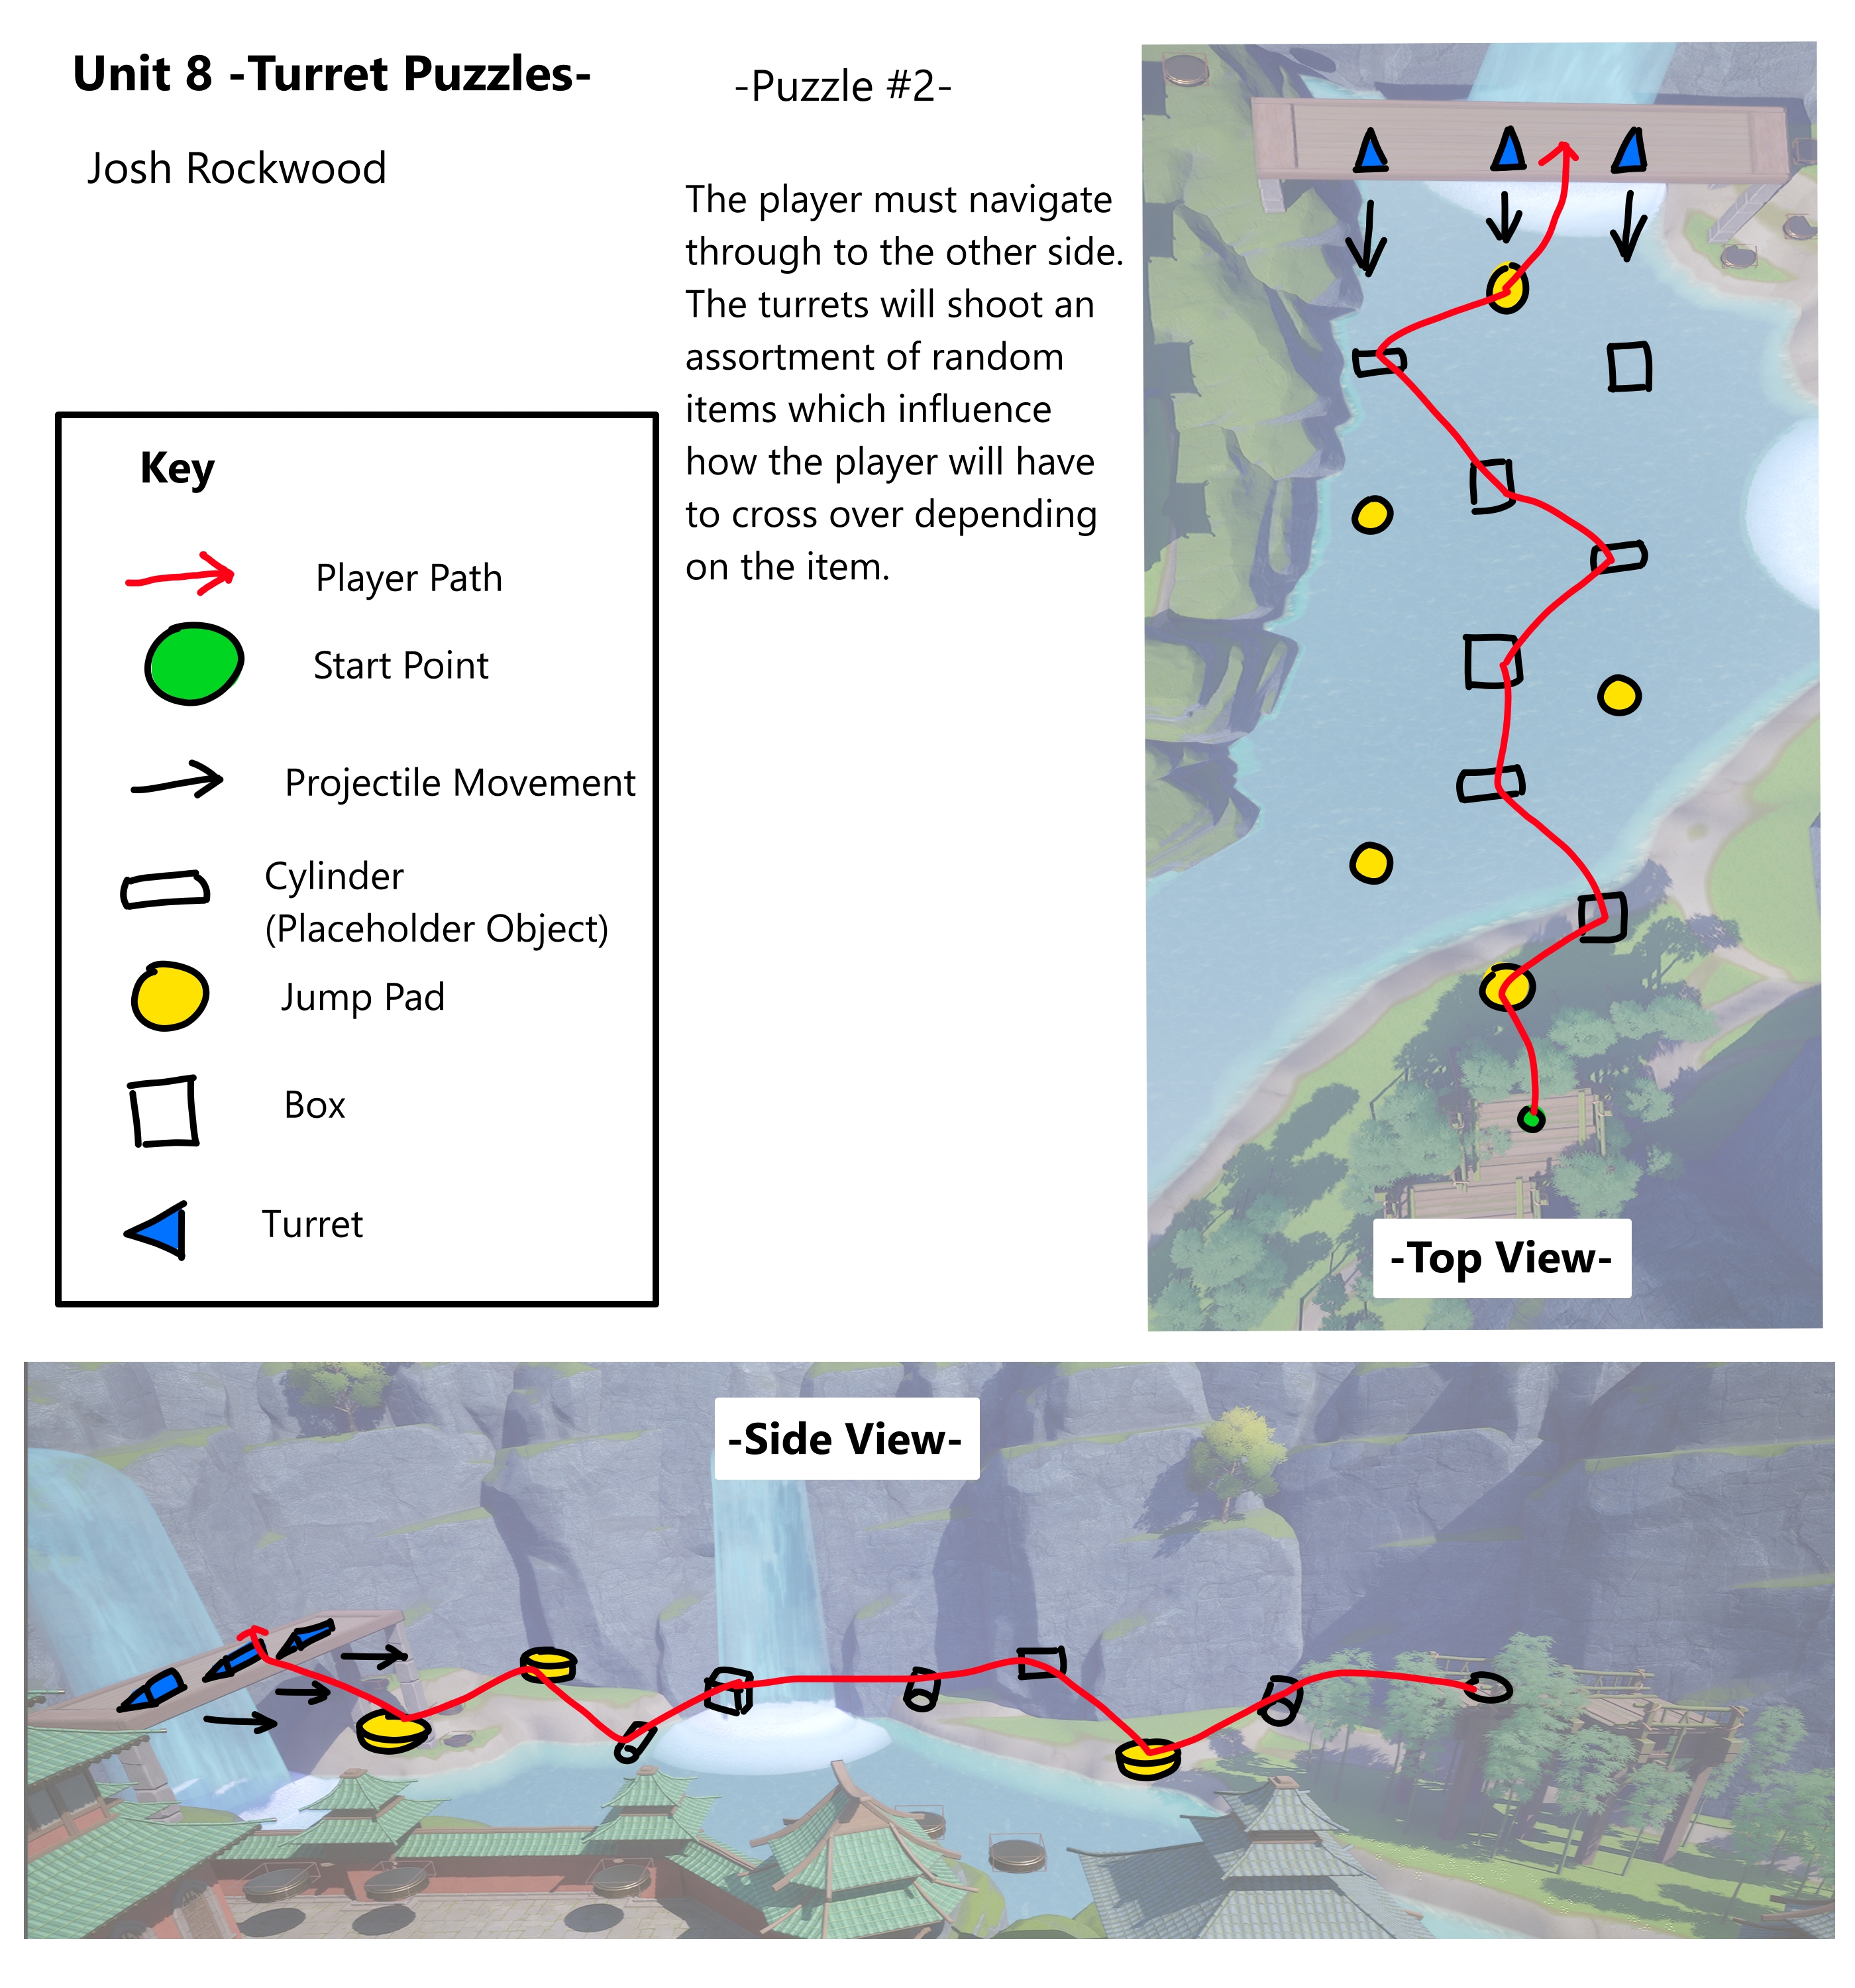 Unit 8 -Turret Puzzles-
Josh Rockwood
-Puzzle #2-
The player must navigate
through to the other side.
The turrets will shoot an
assortment of random
items which influence
how the player will have
to cross over depending
on the item.
Key
Player Path
Start Point
Projectile Movement
Cylinder
(Placeholder Object)
Jump Pad
Box
Turret
-Top View-
-Side View-